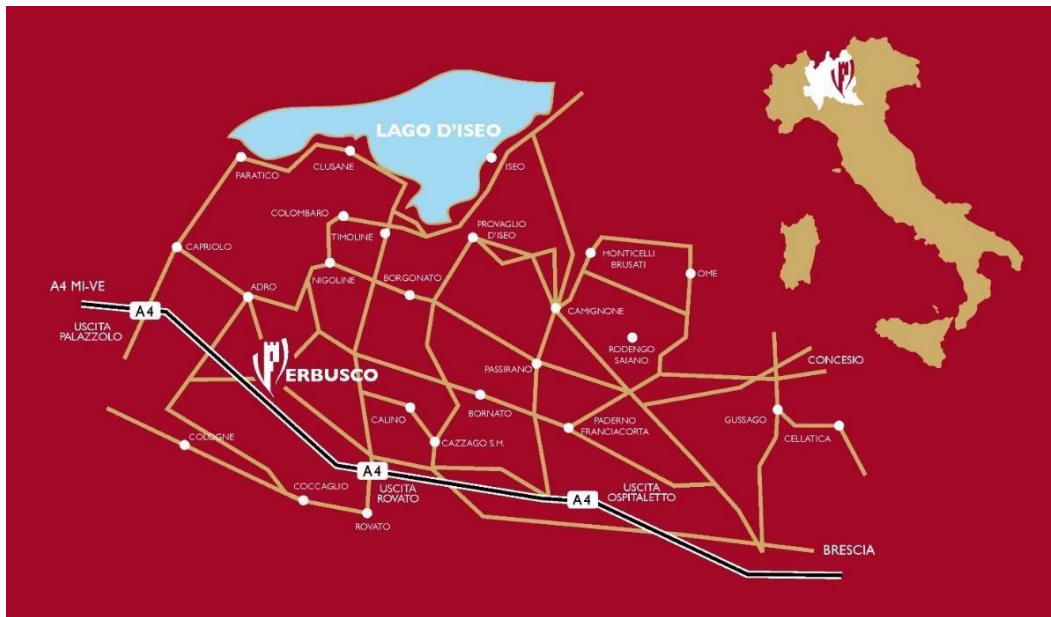 LAGO D'ISEO
PARATICO
CLUSANE
ISEO
COLOMBARO
TIMOLINE
PROVAGLIO
D'ISEO
CAPRIOLO
NIGOLINE
BORGONATO
MONTICELLI
BRUSATI
OME
A4 MI-VE
ADRO
A4
USCITA
PALAZZOLO
CAMIGNONE
RODENGO
SAIANO
CONCESIO
ERBUSCO
PASSIRANO
CALINO
BORNATO
PADERNO
FRANCIACORTA
GUSSAGO
CELLATICA
COLOGNE
CAZZAGO S.M.
A4
USCITA
ROVATO
COCCAGLIO
ROVATO
A4
USCITA
OSPITALETTO
BRESCIA